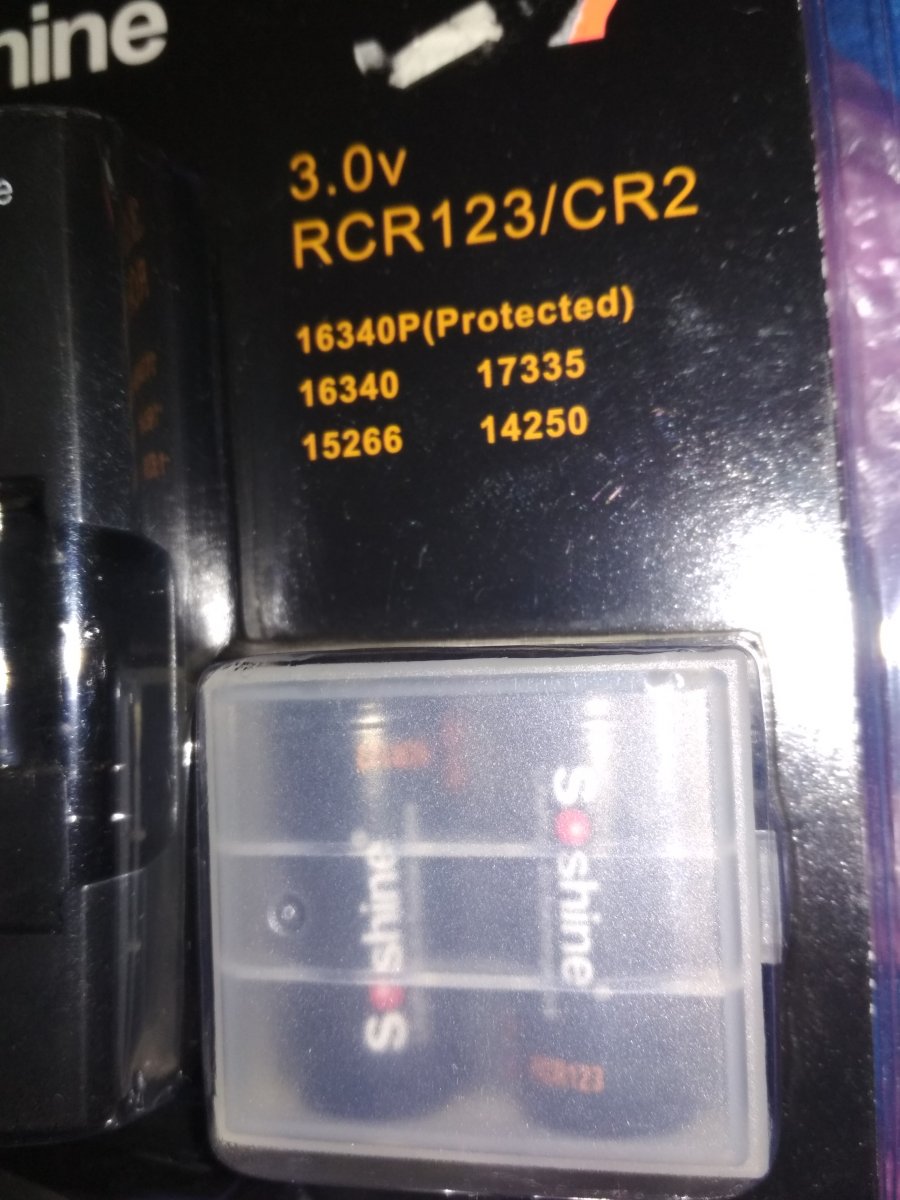 hine
e
3.0v
RCR123/CR2
16340P(Protected)
16340 17335
15266 14250
Soshine
Soshine
RCR123